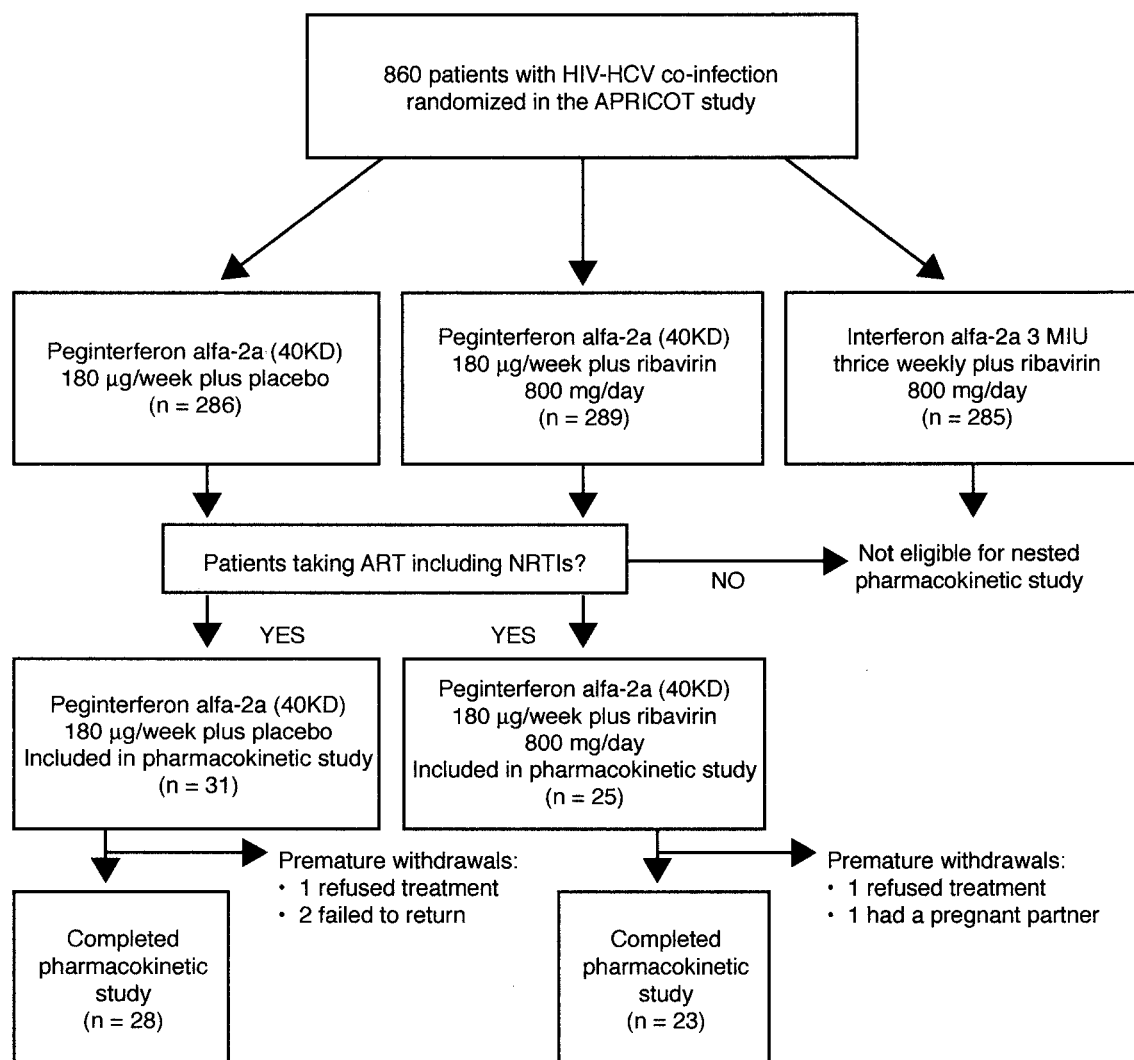 860 patients with HIV-HCV co-infection
randomized in the APRICOT study
Peginterferon alfa-2a (40KD)
180 μg/week plus placebo
(n = 286)
Peginterferon alfa-2a (40KD)
180 μg/week plus ribavirin
800 mg/day
(n = 289)
Interferon alfa-2a 3 MIU
thrice weekly plus ribavirin
800 mg/day
(n = 285)
Patients taking ART including NRTIs?
NO
Not eligible for nested
pharmacokinetic study
YES
YES
Peginterferon alfa-2a (40KD)
180 μg/week plus placebo
Included in pharmacokinetic study
(n = 31)
Peginterferon alfa-2a (40KD)
180 μg/week plus ribavirin
800 mg/day
Included in pharmacokinetic study
(n = 25)
Premature withdrawals:
• 1 refused treatment
• 2 failed to return
Premature withdrawals:
• 1 refused treatment
• 1 had a pregnant partner
Completed
pharmacokinetic
study
(n = 28)
Completed
pharmacokinetic
study
(n = 23)